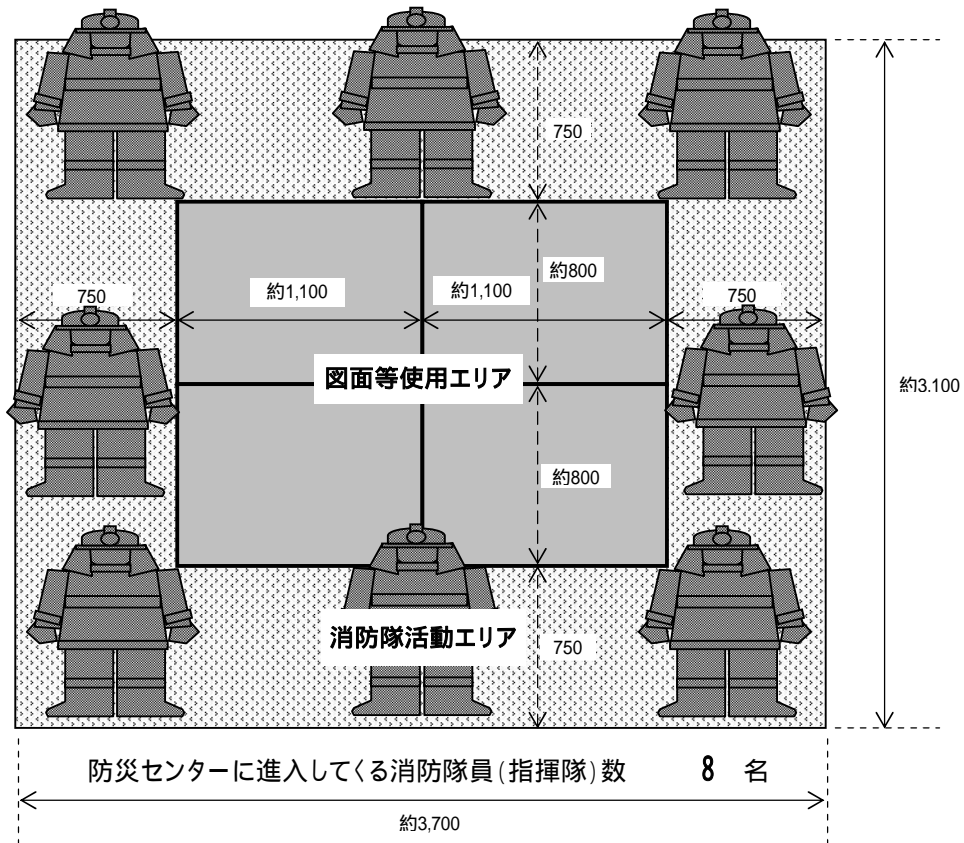 750
約800
750
約1,100
約1,100
750
図面等使用エリア
約3.100
約800
消防隊活動エリア
750
防災センターに進入してくる消防隊員(指揮隊)数 8 名
約3,700